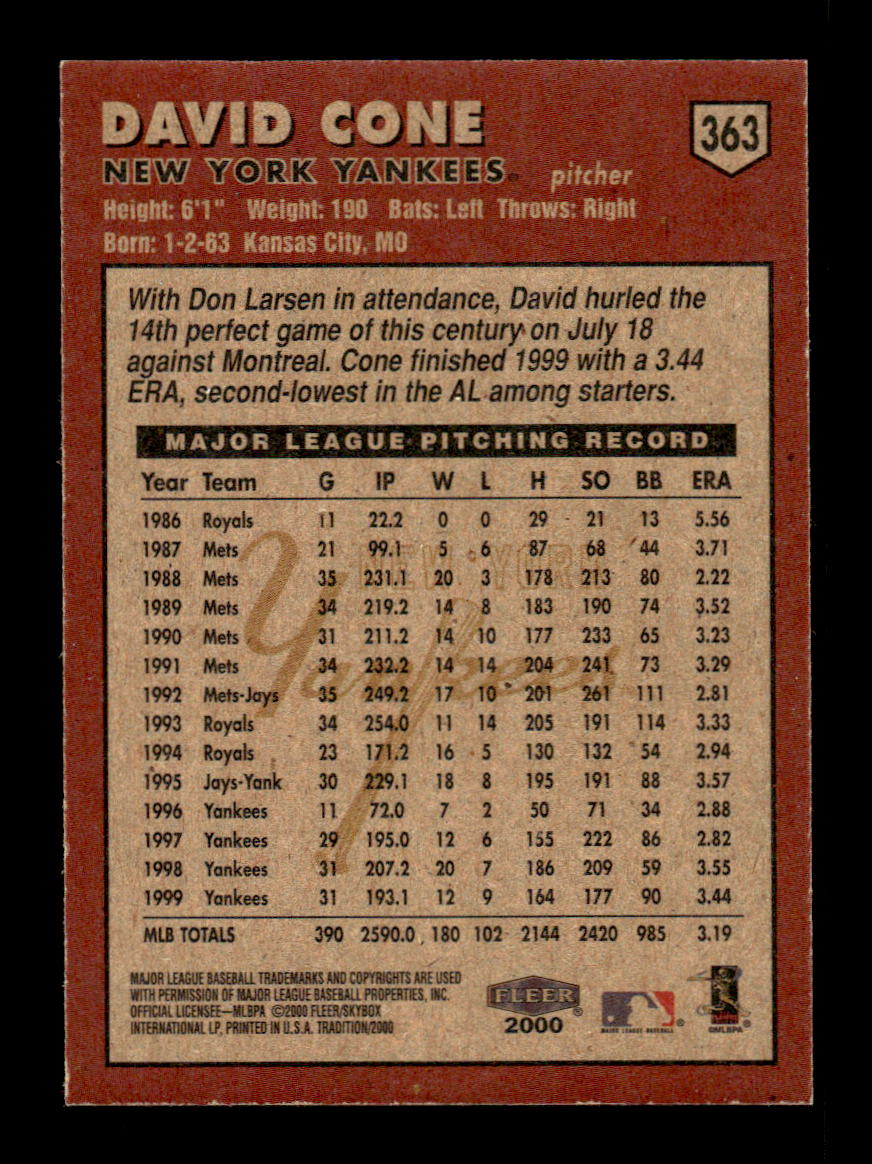 DAVID CONE
363
NEW YORK YANKEES® pitcher
Height: 6'1" Weight: 190 Bats: Left Throws: Right
Born: 1-2-63 Kansas City, MO
With Don Larsen in attendance, David hurled the
14th perfect game of this century on July 18
against Montreal. Cone finished 1999 with a 3.44
ERA, second-lowest in the AL among starters.
MAJOR LEAGUE PITCHING RECORD
Year Team G IP W L H SO BB ERA
1986 Royals 11 22.2 0 0 29 21 13 5.56
1987 Mets 21 99.1 5 6 87 68 44 3.71
1988 Mets 35 231.1 20 3 178 213 80 2.22
1989 Mets 34 219.2 14 8 183 190 74 3.52
1990 Mets 31 211.2 14 10 177 233 65 3.23
1991 Mets 34 232.2 14 14 204 241 73 3.29
1992 Mets-Jays 35 249.2 17 10 201 261 111 2.81
1993 Royals 34 254.0 11 14 205 191 114 3.33
1994 Royals 23 171.2 16 5 130 132 54 2.94
1995 Jays-Yank 30 229.1 18 8 195 191 88 3.57
1996 Yankees 11 72.0 7 2 50 71 34 2.88
1997 Yankees 29 195.0 12 6 155 222 86 2.82
1998 Yankees 31 207.2 20 7 186 209 59 3.55
1999 Yankees 31 193.1 12 9 164 177 90 3.44
MLB TOTALS 390 2590.0 180 102 2144 2420 985 3.19
NEW YORK
Yankees
MAJOR LEAGUE BASEBALL TRADEMARKS AND COPYRIGHTS ARE USED
WITH PERMISSION OF MAJOR LEAGUE BASEBALL PROPERTIES, INC.
OFFICIAL LICENSEE—MLBPA ©2000 FLEER/SKYBOX
INTERNATIONAL LP, PRINTED IN U.S.A. TRADITION/2000
FLEER®
2000
MAJOR LEAGUE BASEBALL®
©MLBPA